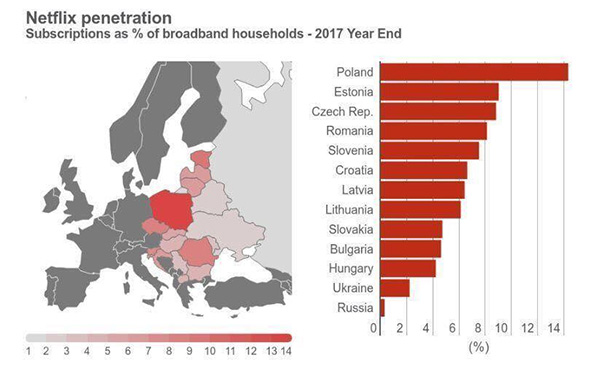 Netflix penetration
Subscriptions as % of broadband households - 2017 Year End
1 2 3 4 5 6 7 8 9 10 11 12 13 14
Poland
Estonia
Czech Rep.
Romania
Slovenia
Croatia
Latvia
Lithuania
Slovakia
Bulgaria
Hungary
Ukraine
Russia
0 2 4 6 8 10 12 14
(%)